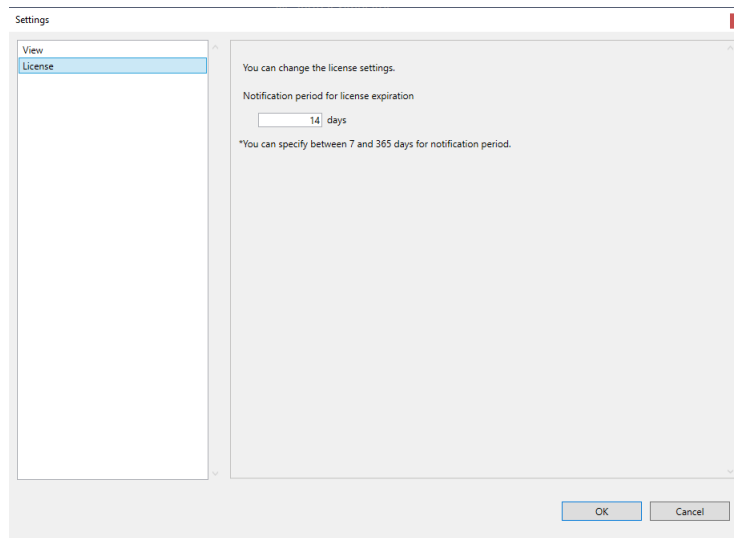 Settings
View
License
You can change the license settings.
Notification period for license expiration
14 days
*You can specify between 7 and 365 days for notification period.
OK
Cancel